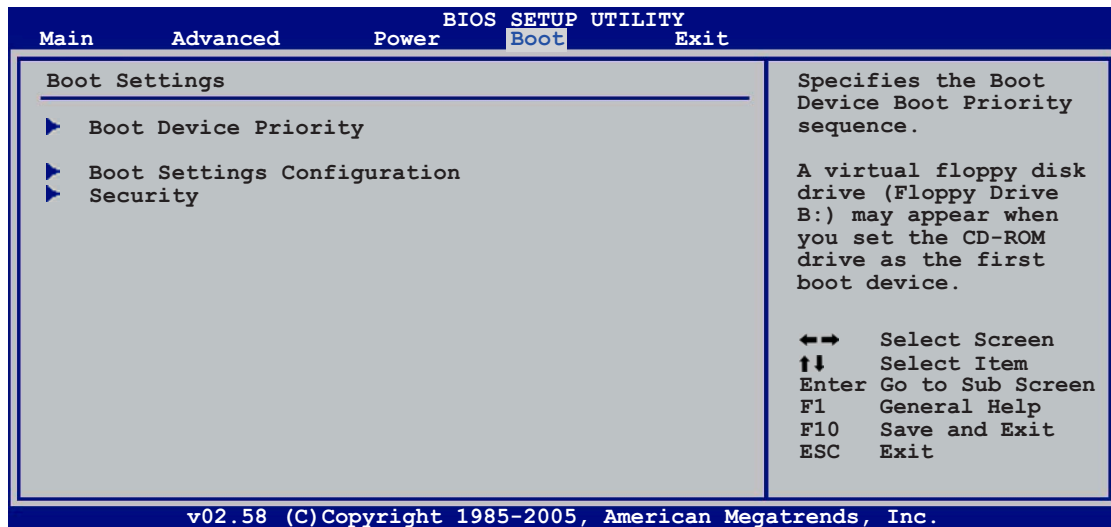 BIOS SETUP UTILITY
Main Advanced Power Boot Exit
Boot Settings
Boot Device Priority
Boot Settings Configuration
Security
Specifies the Boot
Device Boot Priority
sequence.
A virtual floppy disk
drive (Floppy Drive
B:) may appear when
you set the CD-ROM
drive as the first
boot device.
←→ Select Screen
↑↓ Select Item
Enter Go to Sub Screen
F1 General Help
F10 Save and Exit
ESC Exit
v02.58 (C)Copyright 1985-2005, American Megatrends, Inc.